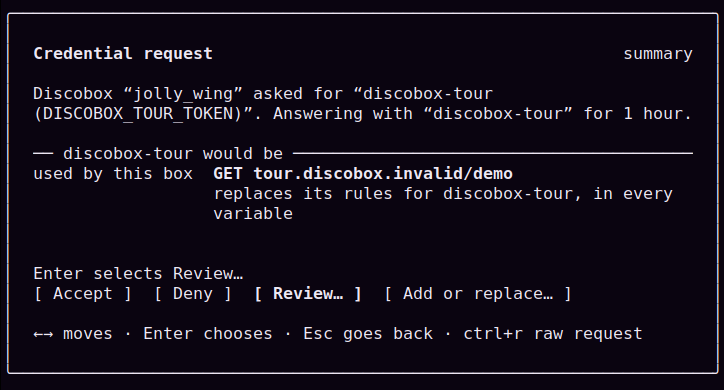 Credential request summary
Discobox “jolly_wing” asked for “discobox-tour
(DISCOBOX_TOUR_TOKEN)”. Answering with “discobox-tour” for 1 hour.
discobox-tour would be
used by this box GET tour.discobox.invalid/demo
replaces its rules for discobox-tour, in every
variable
Enter selects Review…
[ Accept ] [ Deny ] [ Review… ] [ Add or replace… ]
←→ moves · Enter chooses · Esc goes back · ctrl+r raw request